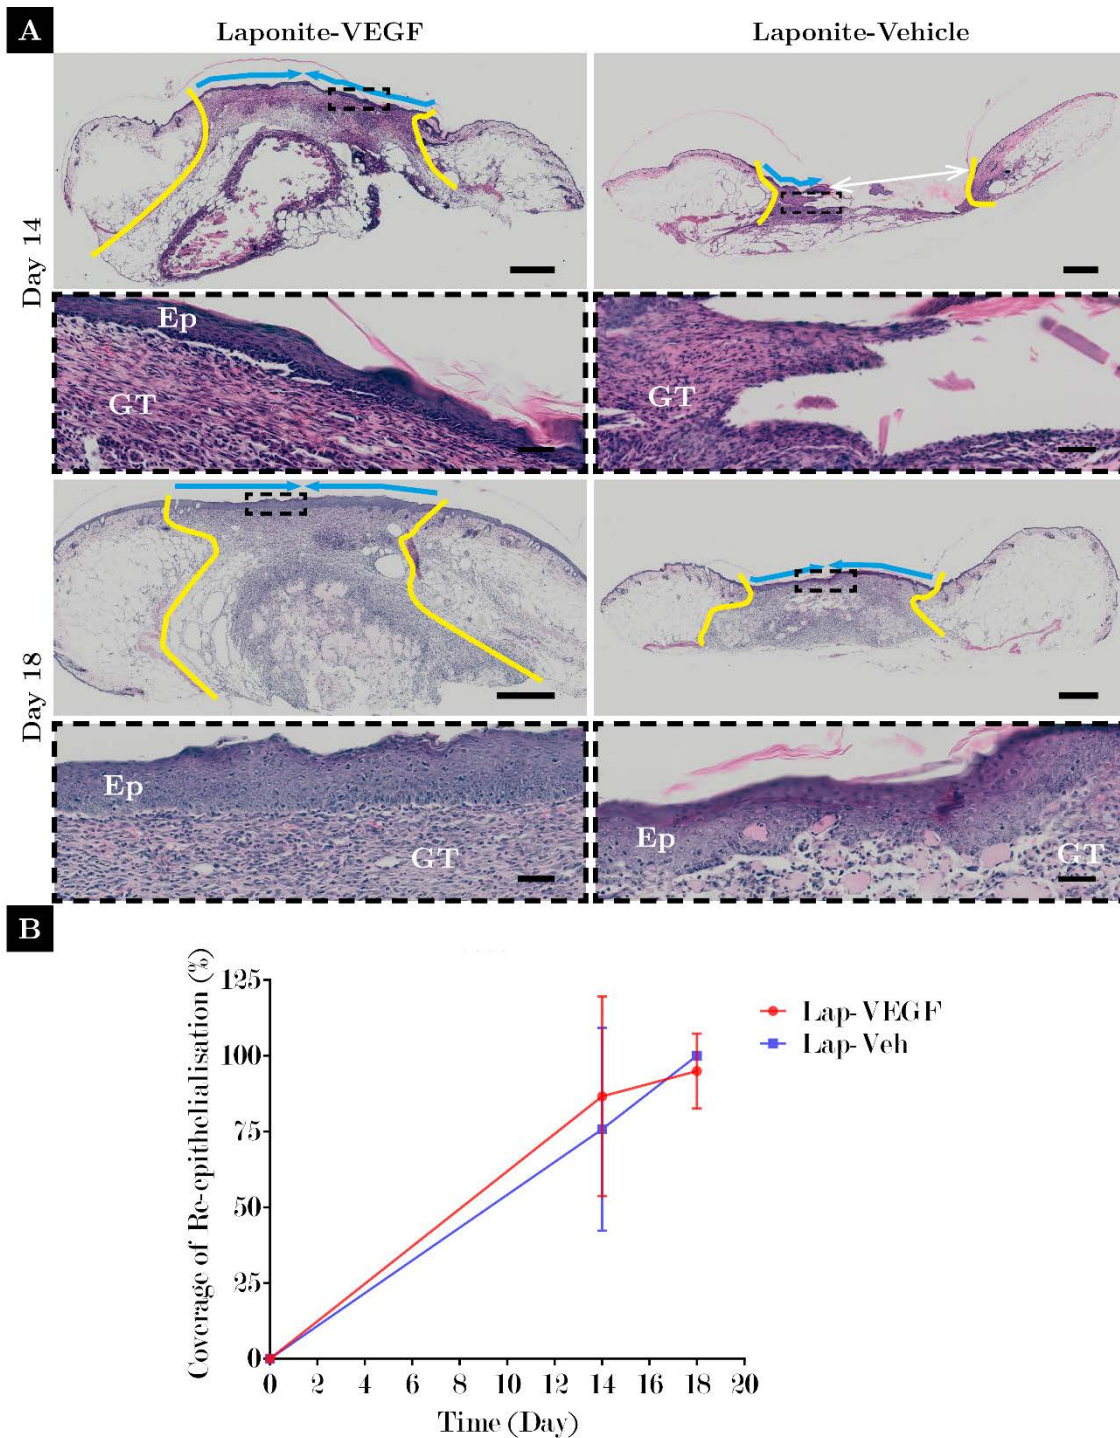 A
Laponite-VEGF
Laponite-Vehicle
Day 14
Ep
GT
GT
Day 18
Ep
GT
Ep
GT
B
Coverage of Re-epithelialisation (%)
125
100
75
50
25
0
0 2 4 6 8 10 12 14 16 18 20
Time (Day)
Lap-VEGF
Lap-Veh